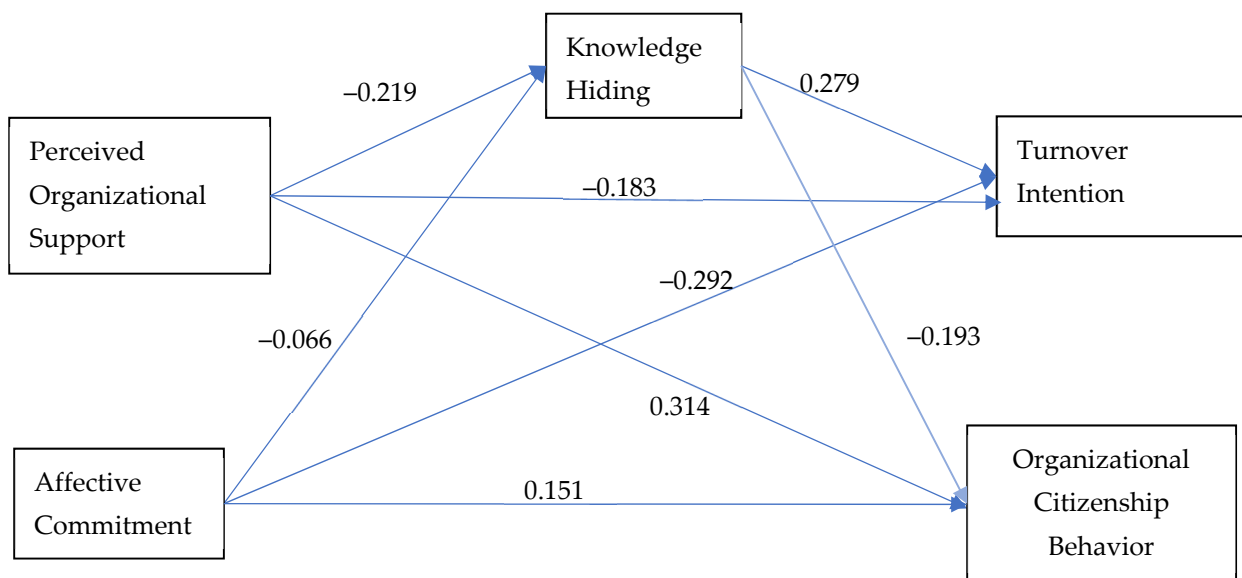 Knowledge
Hiding
–0.219
0.279
Perceived
Organizational
Support
–0.183
Turnover
Intention
–0.292
–0.066
–0.193
0.314
Affective
Commitment
0.151
Organizational
Citizenship
Behavior